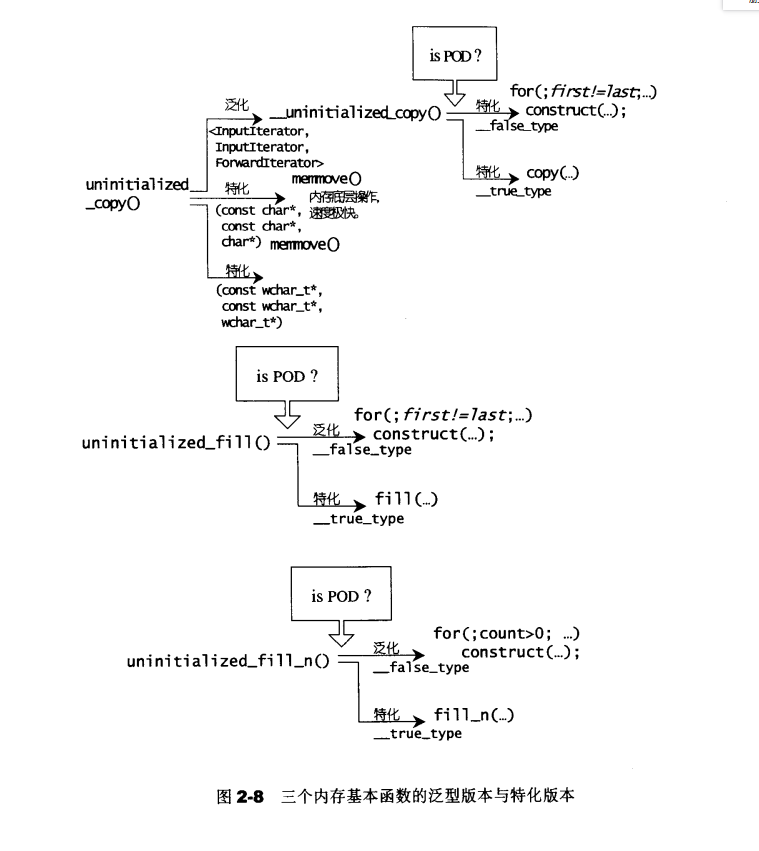 is POD ?
for(;first!=last;…)
泛化
__uninitialized_copy()
特化
construct(…);
__false_type
<InputIterator,
InputIterator,
ForwardIterator>
特化
copy(…)
__true_type
memmove()
uninitialized
_copy()
特化
内存底层操作,
速度极快。
(const char*,
const char*,
char*)
memmove()
特化
(const wchar_t*,
const wchar_t*,
wchar_t*)
is POD ?
for(;first!=last;…)
泛化
construct(…);
uninitialized_fill()
__false_type
特化
fill(…)
__true_type
is POD ?
for(;count>0; …)
泛化
construct(…);
uninitialized_fill_n()
__false_type
特化
fill_n(…)
__true_type
图 2-8 三个内存基本函数的泛型版本与特化版本